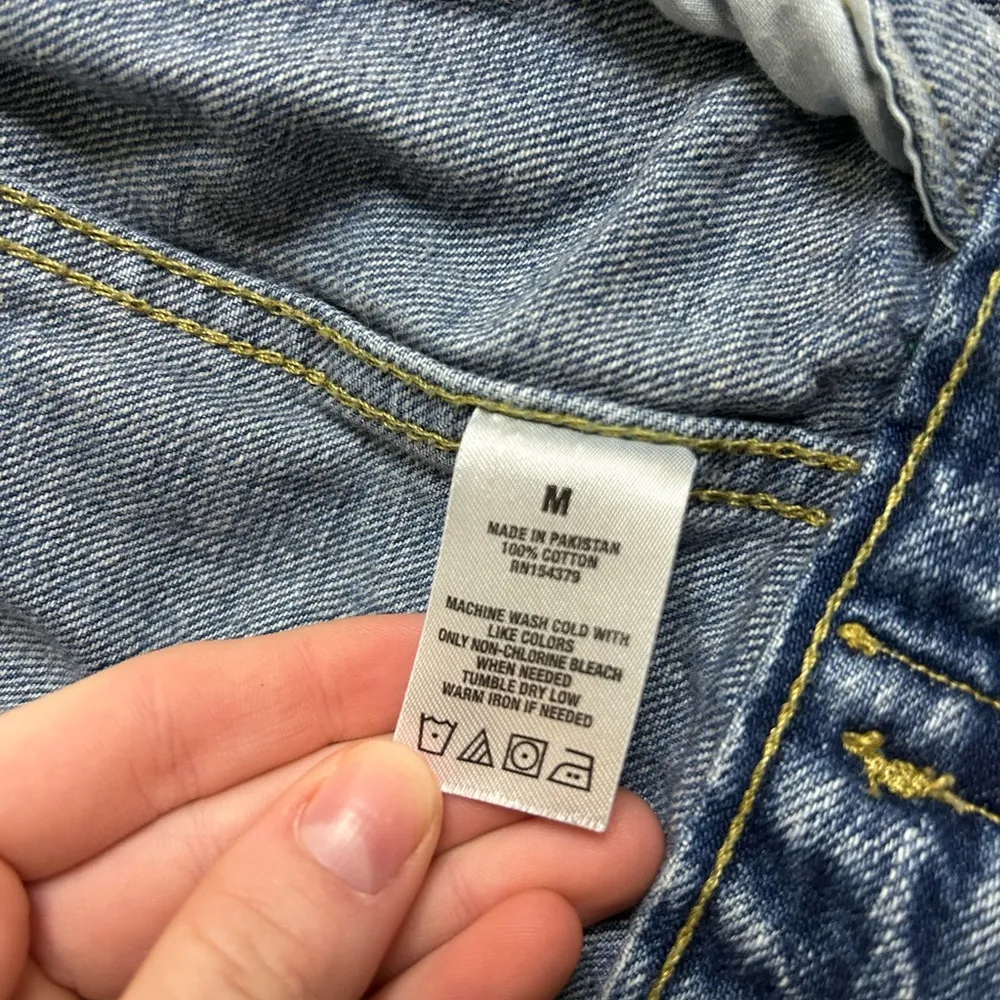 M
MADE IN PAKISTAN
100% COTTON
RN154379
MACHINE WASH COLD WITH
LIKE COLORS
ONLY NON-CHLORINE BLEACH
WHEN NEEDED
TUMBLE DRY LOW
WARM IRON IF NEEDED